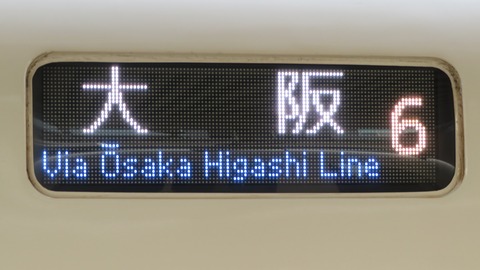 大阪 6
Via Ōsaka Higashi Line